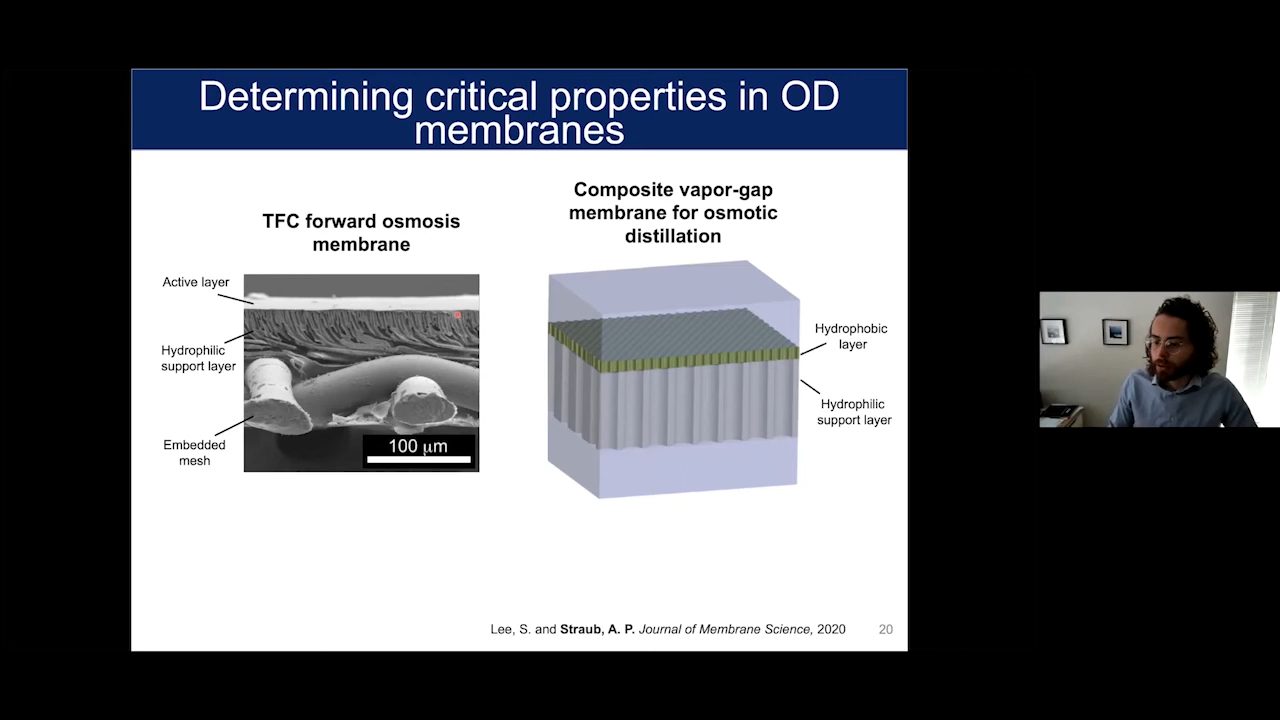 Determining critical properties in OD
membranes
TFC forward osmosis
membrane
Active layer
Hydrophilic
support layer
Embedded
mesh
100 μm
Composite vapor-gap
membrane for osmotic
distillation
Hydrophobic
layer
Hydrophilic
support layer
Lee, S. and Straub, A. P. Journal of Membrane Science, 2020
20